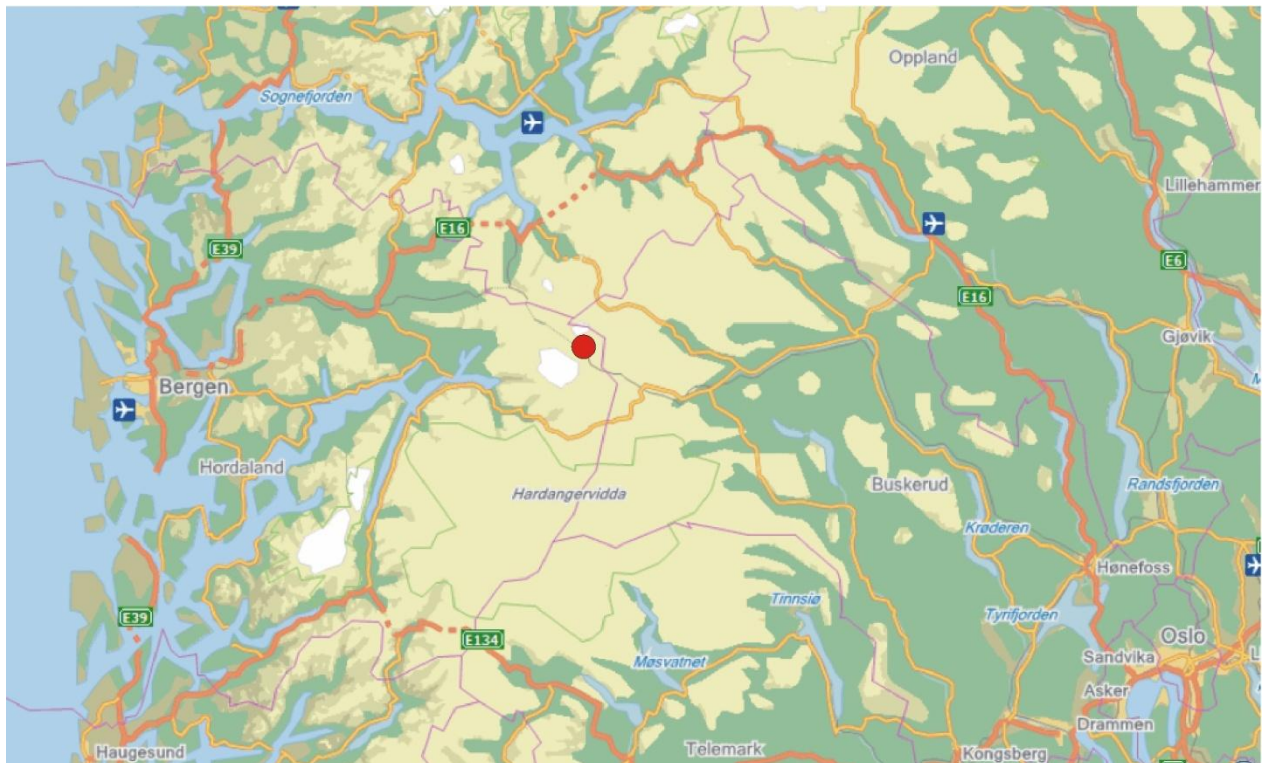 Oppland
Sognefjorden
Lillehammer
E16
E39
E6
E16
Gjøvik
Bergen
Hordaland
Hardangervidda
Buskerud
Randsfjorden
Krøderen
Hønefoss
Tinnsjø
Tyrifjorden
E39
E134
Oslo
Møsvatnet
Sandvika
Asker
Drammen
Haugesund
Telemark
Kongsberg